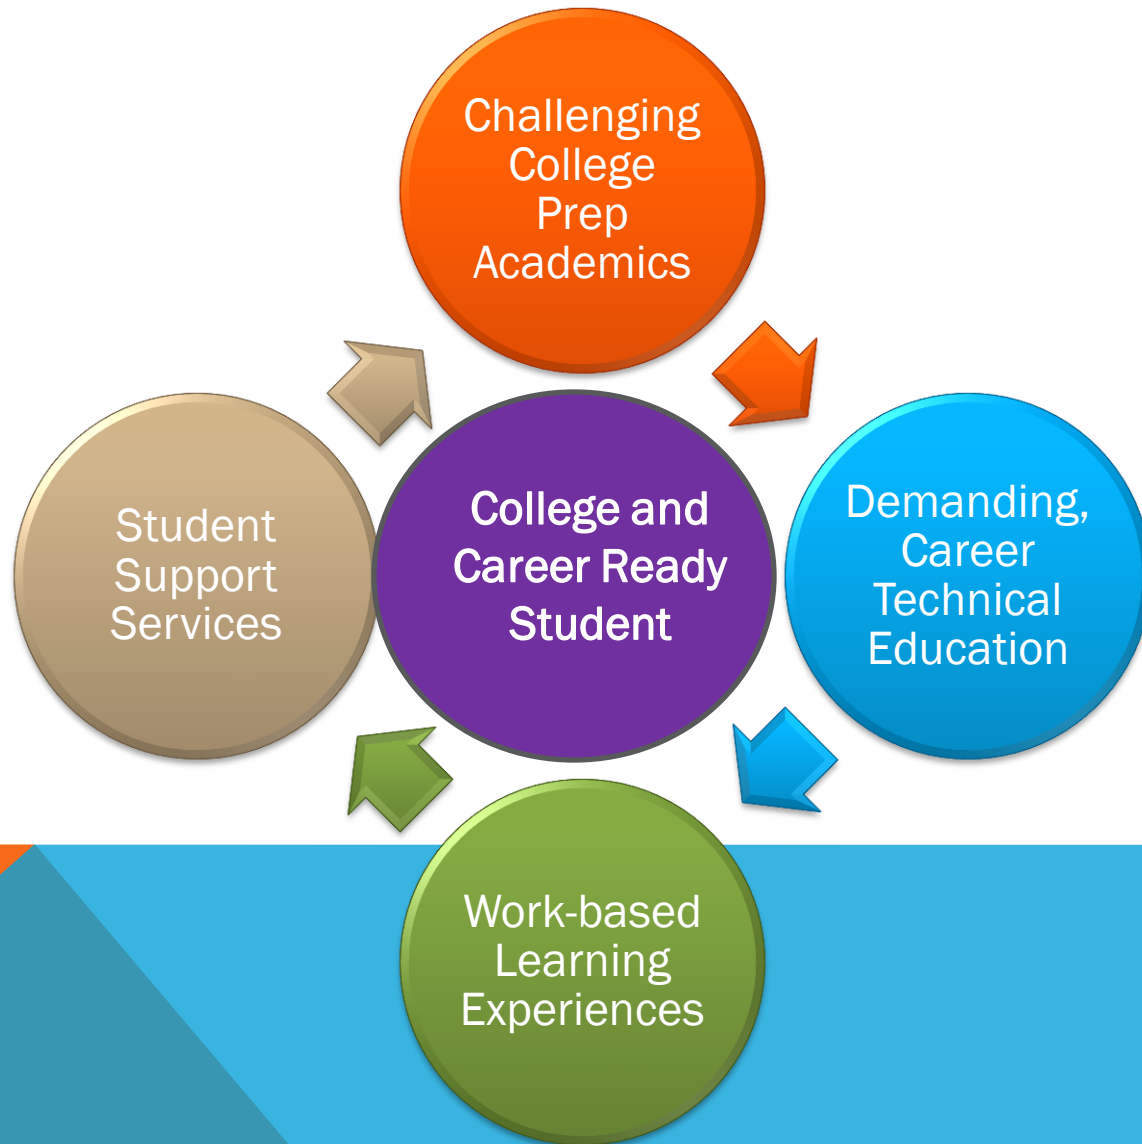 Challenging
College
Prep
Academics
Student
Support
Services
College and
Career Ready
Student
Demanding,
Career
Technical
Education
Work-based
Learning
Experiences